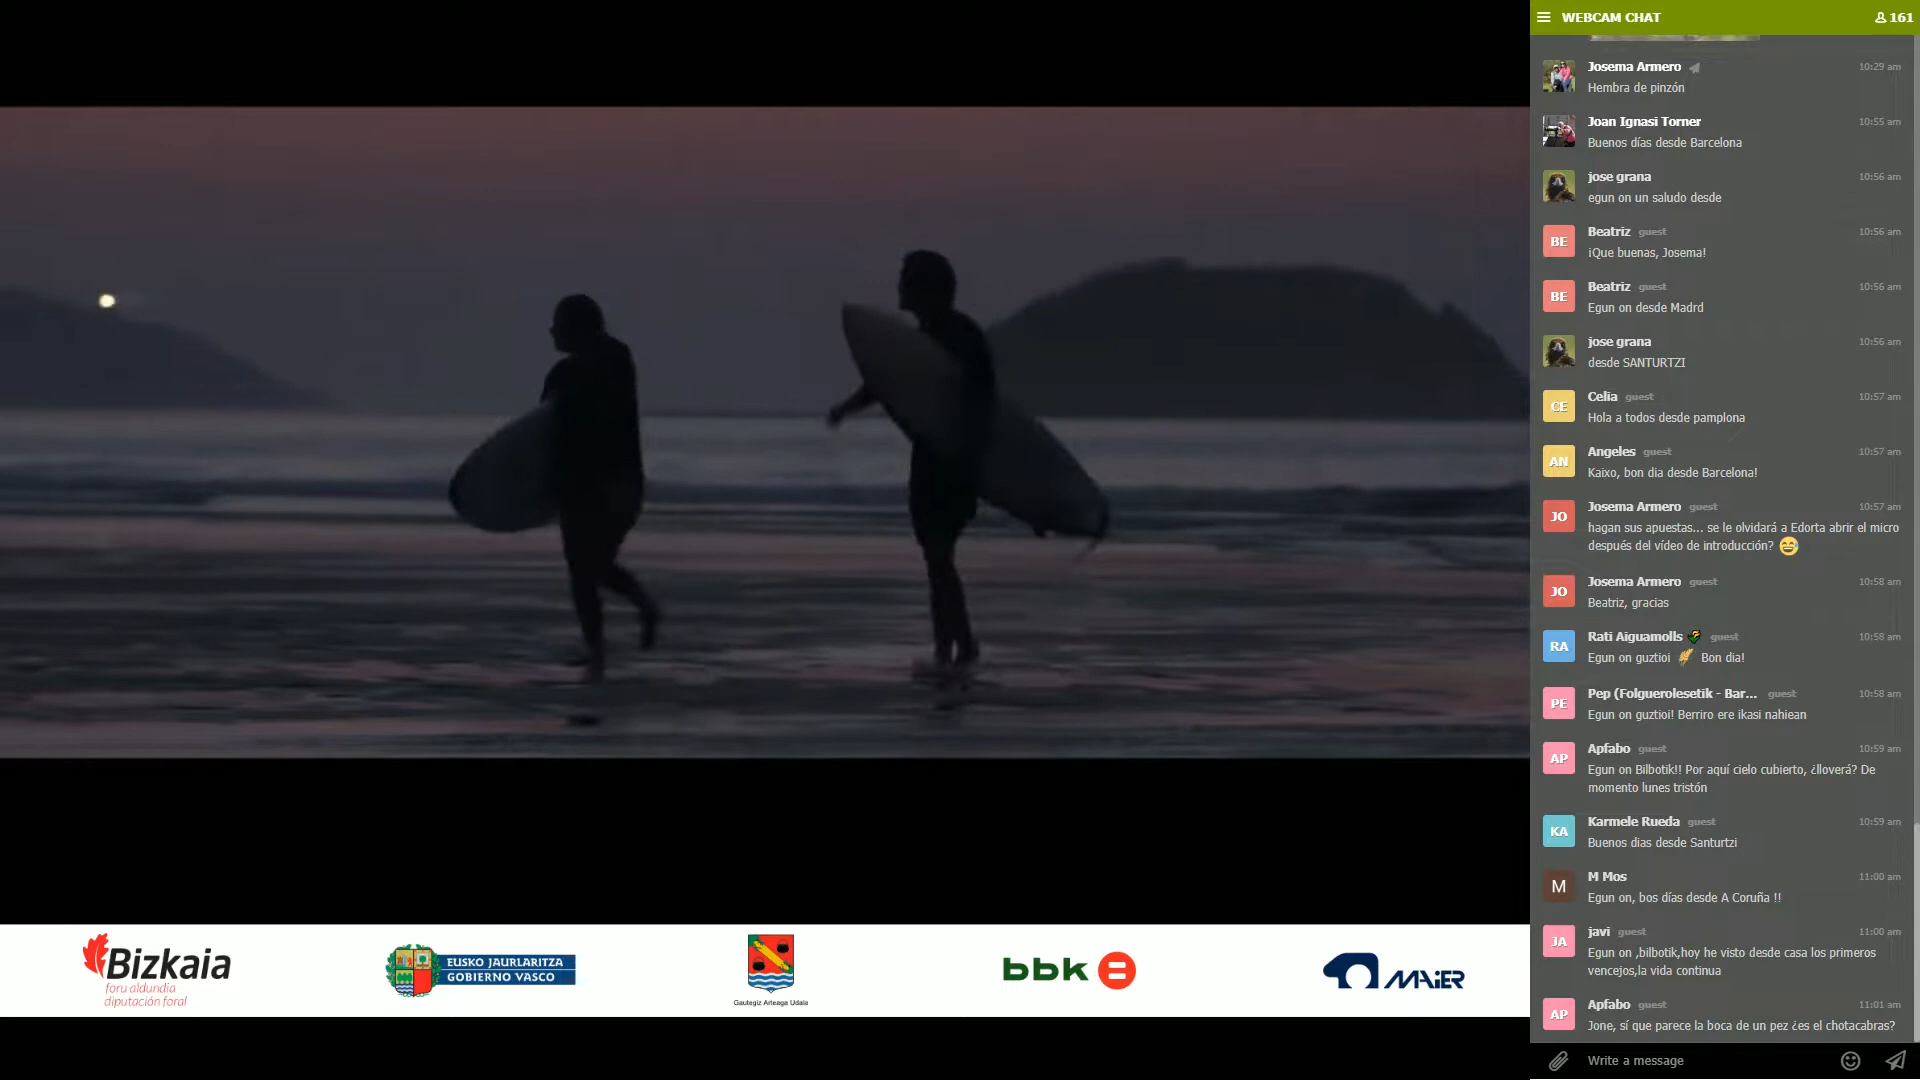 WEBCAM CHAT
161
Josema Armero 10:29 am
Hembra de pinzón
Joan Ignasi Torner 10:55 am
Buenos días desde Barcelona
jose grana 10:56 am
egun on un saludo desde
BE
Beatriz guest 10:56 am
¡Que buenas, Josema!
BE
Beatriz guest 10:56 am
Egun on desde Madrd
jose grana 10:56 am
desde SANTURTZI
CE
Celia guest 10:57 am
Hola a todos desde pamplona
AN
Angeles guest 10:57 am
Kaixo, bon dia desde Barcelona!
JO
Josema Armero guest 10:57 am
hagan sus apuestas... se le olvidará a Edorta abrir el micro
después del vídeo de introducción? 😅
JO
Josema Armero guest 10:58 am
Beatriz, gracias
RA
Rati Aiguamolls guest 10:58 am
Egun on guztioi 🌾 Bon dia!
PE
Pep (Folguerolesetik - Bar... guest 10:58 am
Egun on guztioi! Berriro ere ikasi nahiean
AP
Apfabo guest 10:59 am
Egun on Bilbotik!! Por aquí cielo cubierto, ¿lloverá? De
momento lunes tristón
KA
Karmele Rueda guest 10:59 am
Buenos dias desde Santurtzi
M
M Mos 11:00 am
Egun on, bos días desde A Coruña !!
JA
javi guest 11:00 am
Egun on ,bilbotik,hoy he visto desde casa los primeros
vencejos,la vida continua
AP
Apfabo guest 11:01 am
Jone, sí que parece la boca de un pez ¿es el chotacabras?
Write a message
Bizkaia
foru aldundia
diputación foral
EUSKO JAURLARITZA
GOBIERNO VASCO
Gautegiz Arteaga Udala
bbk
MAIER